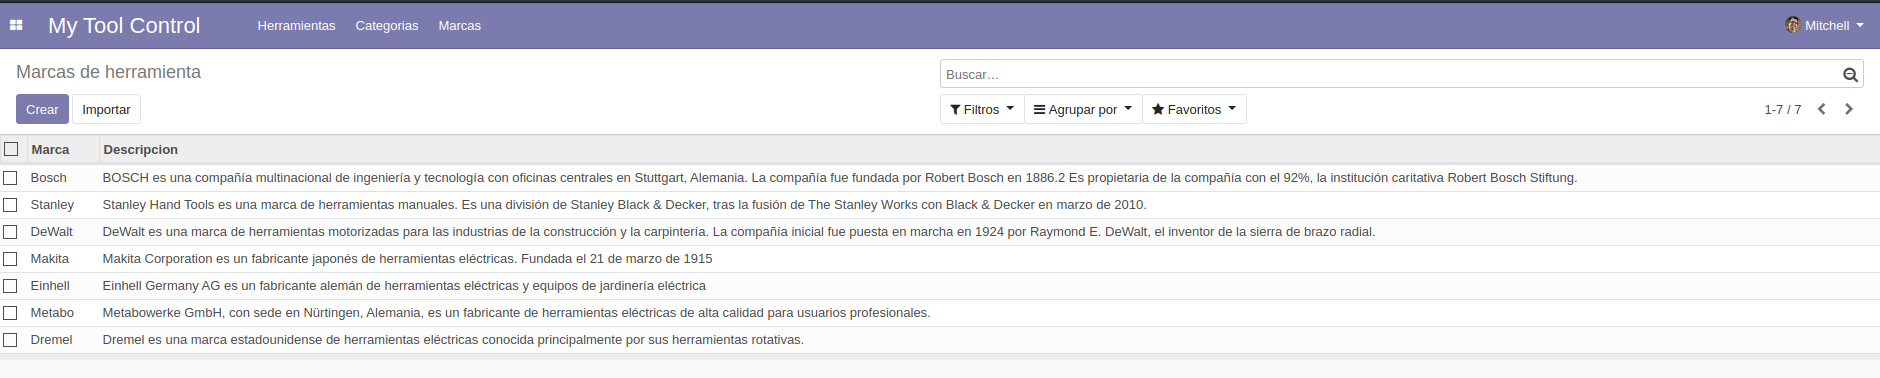 My Tool Control Herramientas Categorias Marcas Mitchell
Marcas de herramienta
Buscar...
Crear Importar Filtros Agrupar por Favoritos 1-7 / 7
Marca Descripcion
Bosch BOSCH es una compañía multinacional de ingeniería y tecnología con oficinas centrales en Stuttgart, Alemania. La compañía fue fundada por Robert Bosch en 1886.2 Es propietaria de la compañía con el 92%, la institución caritativa Robert Bosch Stiftung.
Stanley Stanley Hand Tools es una marca de herramientas manuales. Es una división de Stanley Black & Decker, tras la fusión de The Stanley Works con Black & Decker en marzo de 2010.
DeWalt DeWalt es una marca de herramientas motorizadas para las industrias de la construcción y la carpintería. La compañía inicial fue puesta en marcha en 1924 por Raymond E. DeWalt, el inventor de la sierra de brazo radial.
Makita Makita Corporation es un fabricante japonés de herramientas eléctricas. Fundada el 21 de marzo de 1915
Einhell Einhell Germany AG es un fabricante alemán de herramientas eléctricas y equipos de jardinería eléctrica
Metabo Metabowerke GmbH, con sede en Nürtingen, Alemania, es un fabricante de herramientas eléctricas de alta calidad para usuarios profesionales.
Dremel Dremel es una marca estadounidense de herramientas eléctricas conocida principalmente por sus herramientas rotativas.